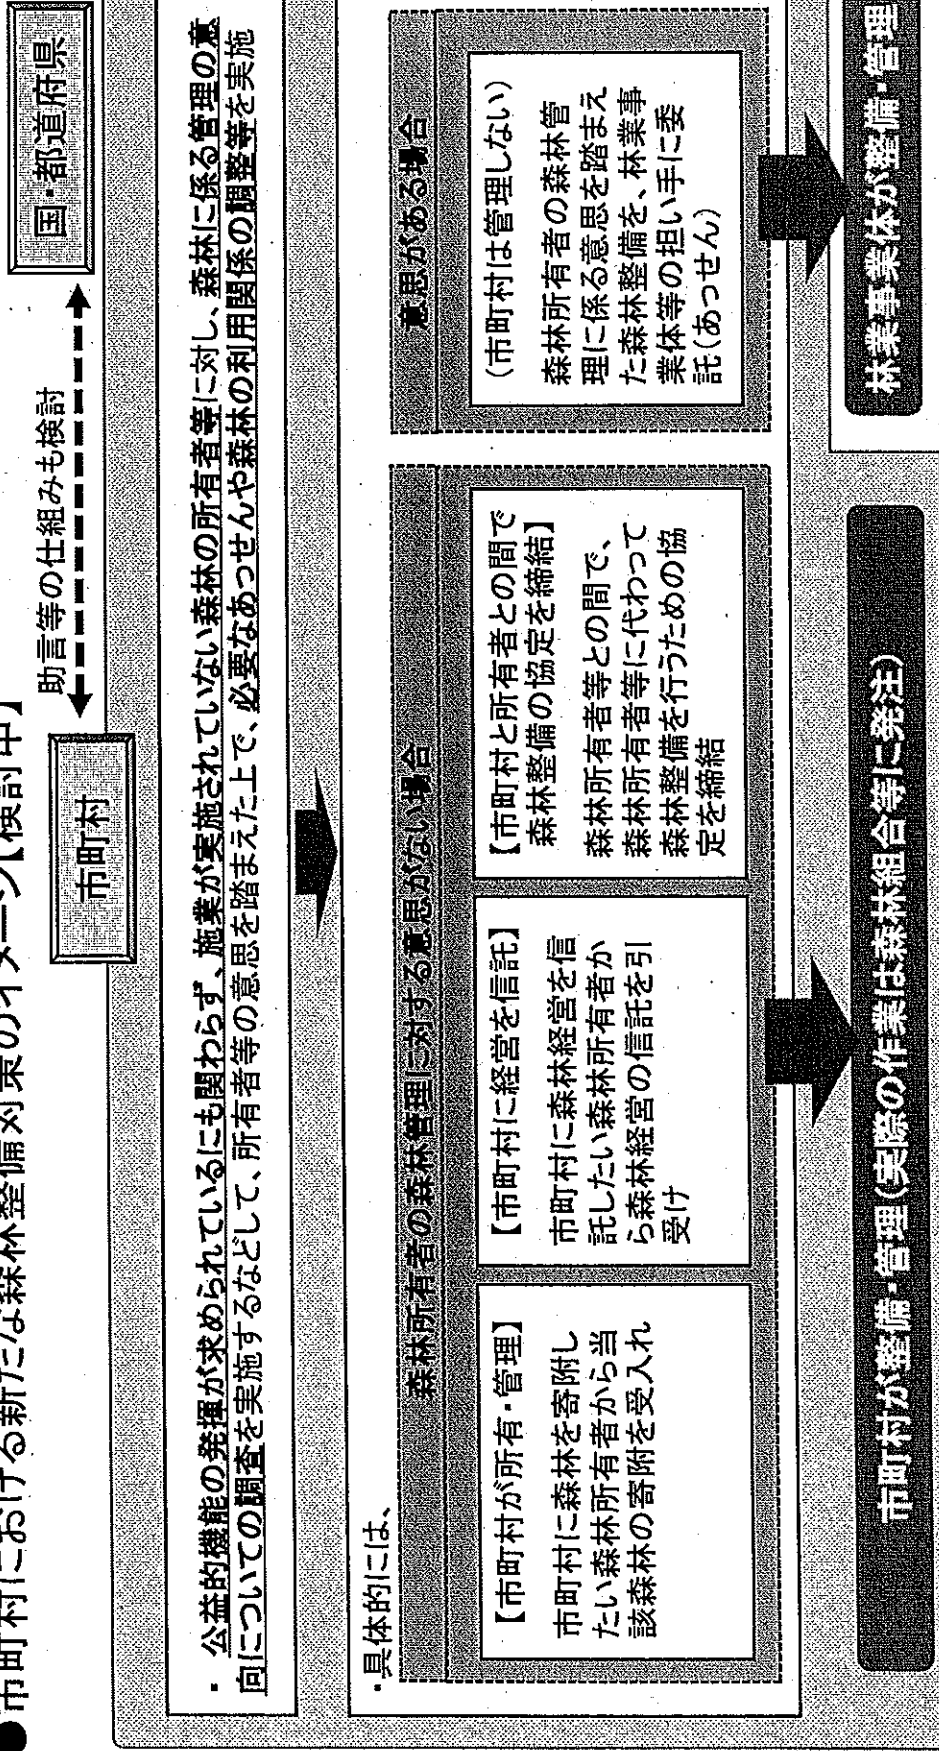 ●市町村における新たな森林整備対策のイメージ【検討中】
市町村
助言等の仕組みも検討
国・都道府県
・ 公益的機能の発揮が求められているにも関わらず、施業が実施されていない森林の所有者等に対し、森林に係る管理の意
向についての調査を実施するなどして、所有者等の意思を踏まえた上で、必要なあっせんや森林の利用関係の調整等を実施
・具体的には、
森林所有者の森林管理に対する意思がない場合
【市町村が所有・管理】
市町村に森林を寄附し
たい森林所有者から当
該森林の寄附を受入れ
【市町村に経営を信託】
市町村に森林経営を信
託したい森林所有者か
ら森林経営の信託を引
受け
【市町村と所有者との間で
森林整備の協定を締結】
森林所有者等との間で、
森林所有者等に代わって
森林整備を行うための協
定を締結
意思がある場合
(市町村は管理しない)
森林所有者の森林管
理に係る意思を踏まえ
た森林整備を、林業事
業体等の担い手に委
託(あっせん)
市町村が整備・管理(実際の作業は森林組合等に発注)
林業事業体が整備・管理